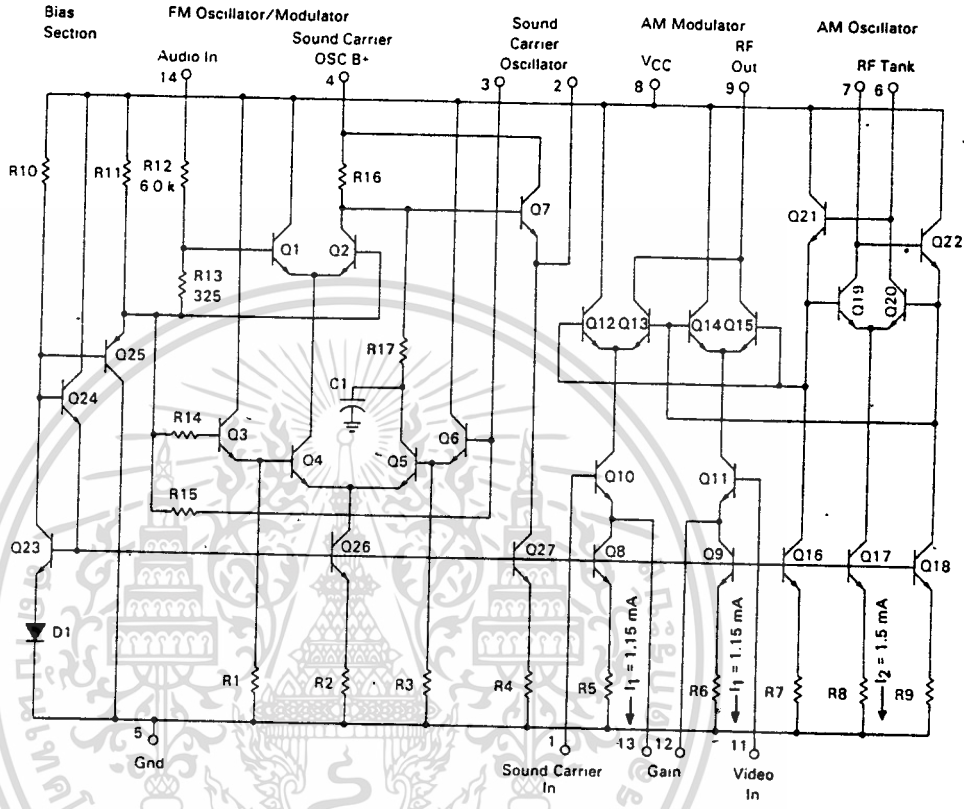 Bias
Section
FM Oscillator/Modulator
Sound Carrier
OSC B+
Audio In
14
4
3
Sound
Carrier
Oscillator
2
AM Modulator
VCC
8
RF
Out
9
AM Oscillator
RF Tank
7
6
R10
R11
R12
6.0 k
R16
Q7
Q21
Q22
Q1
Q2
R13
325
Q19
Q20
Q12
Q13
Q14
Q15
Q25
R17
Q24
C1
R14
Q3
Q4
Q5
Q6
Q10
Q11
R15
Q23
Q26
Q27
Q8
Q9
Q16
Q17
Q18
D1
R1
R2
R3
R4
R5
I1 = 1.15 mA
R6
I1 = 1.15 mA
R7
R8
I2 = 1.5 mA
R9
5
Gnd
1
Sound Carrier
In
13
12
Gain
11
Video
In